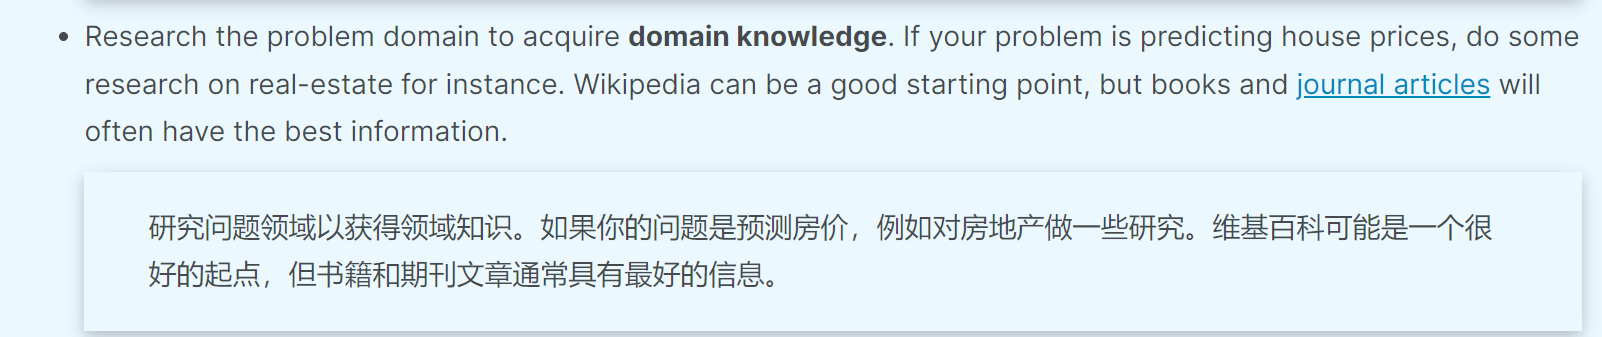 • Research the problem domain to acquire domain knowledge. If your problem is predicting house prices, do some
research on real-estate for instance. Wikipedia can be a good starting point, but books and journal articles will
often have the best information.
研究问题领域以获得领域知识。如果你的问题是预测房价，例如对房地产做一些研究。维基百科可能是一个很
好的起点，但书籍和期刊文章通常具有最好的信息。